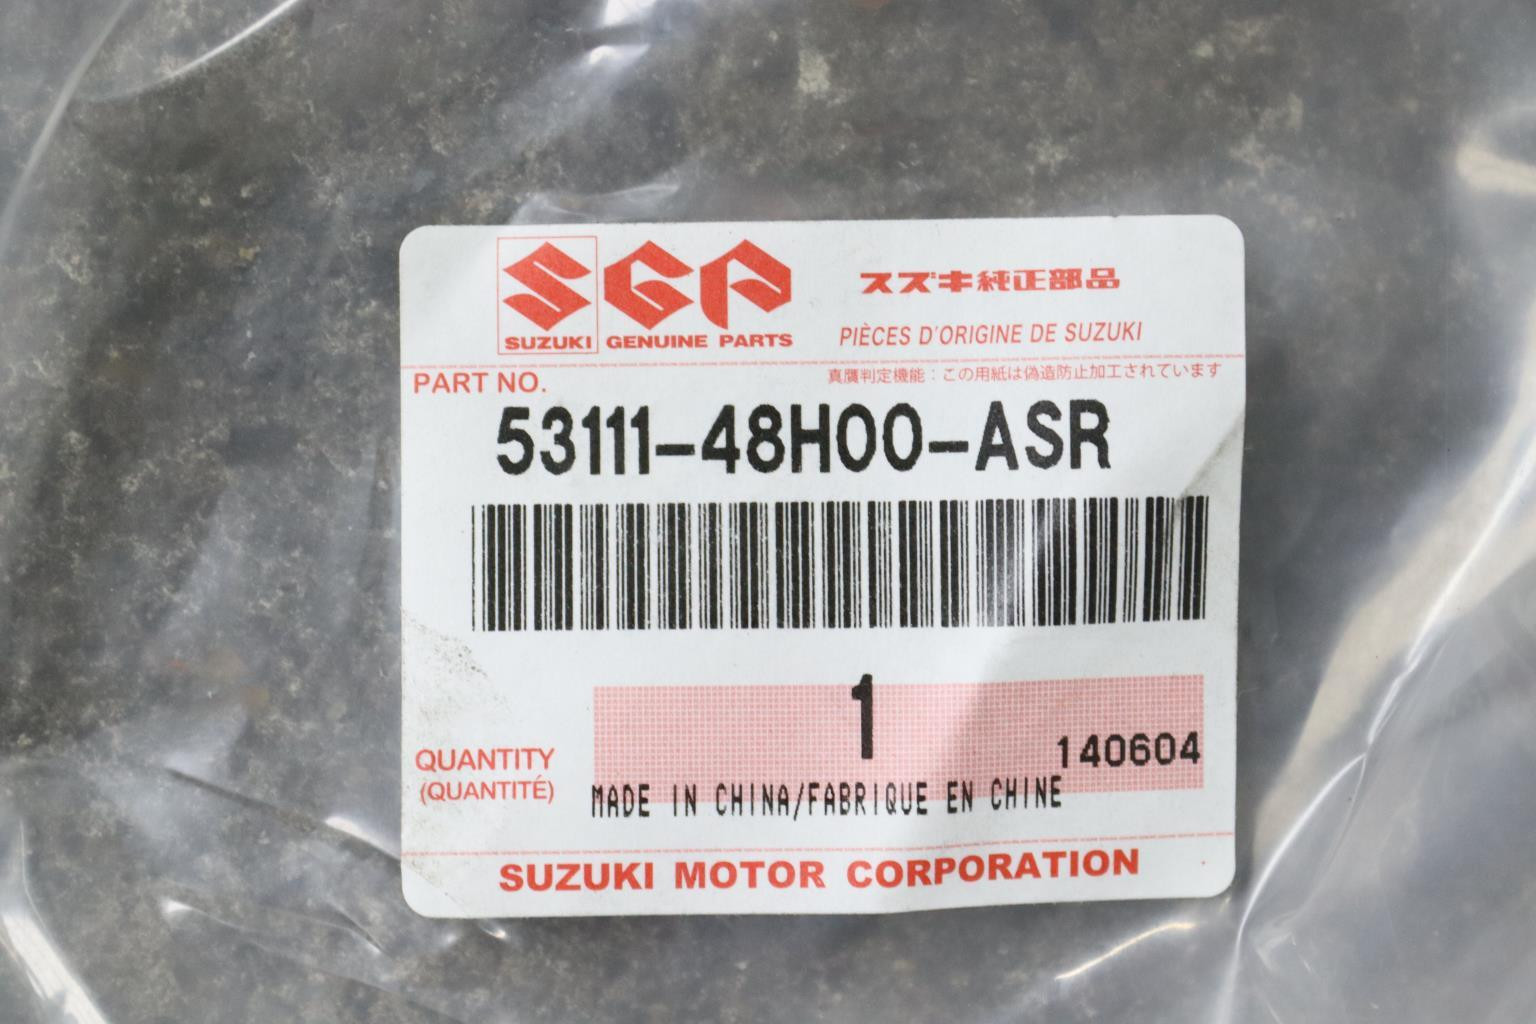 SGP
SUZUKI GENUINE PARTS
スズキ純正部品
PIÈCES D'ORIGINE DE SUZUKI
PART NO.
真贋判定機能：この用紙は偽造防止加工されています
53111-48H00-ASR
1
QUANTITY
(QUANTITÉ)
140604
MADE IN CHINA/FABRIQUE EN CHINE
SUZUKI MOTOR CORPORATION